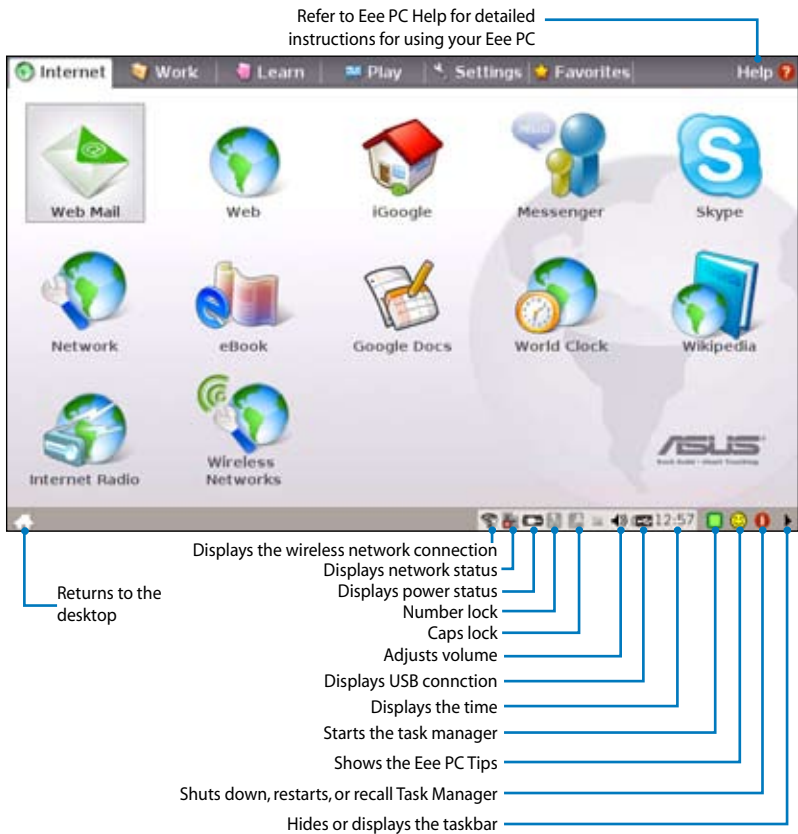 Refer to Eee PC Help for detailed
instructions for using your Eee PC
Internet Work Learn Play Settings Favorites Help ?
Web Mail Web iGoogle Messenger Skype
Network eBook Google Docs World Clock Wikipedia
Internet Radio
Wireless
Networks
ASUS
12:57
Displays the wireless network connection
Displays network status
Displays power status
Returns to the
desktop
Number lock
Caps lock
Adjusts volume
Displays USB connction
Displays the time
Starts the task manager
Shows the Eee PC Tips
Shuts down, restarts, or recall Task Manager
Hides or displays the taskbar